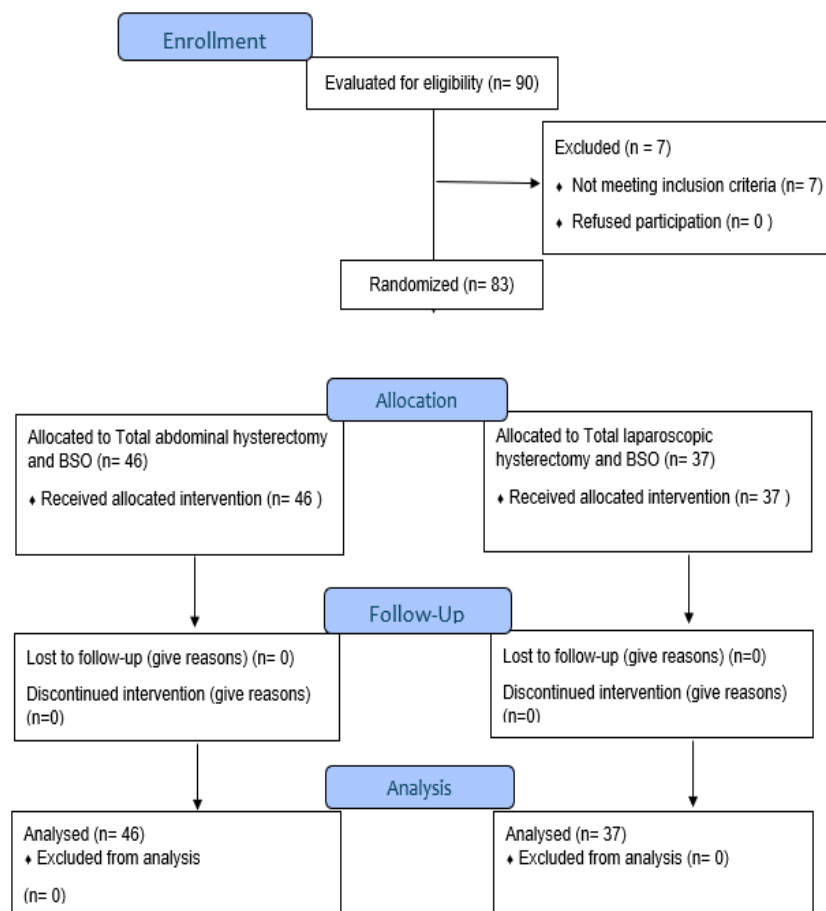 Enrollment
Evaluated for eligibility (n= 90)
Excluded (n = 7)
♦ Not meeting inclusion criteria (n= 7)
♦ Refused participation (n= 0 )
Randomized (n= 83)
Allocation
Allocated to Total abdominal hysterectomy
and BSO (n= 46)
♦ Received allocated intervention (n= 46 )
Allocated to Total laparoscopic
hysterectomy and BSO (n= 37)
♦ Received allocated intervention (n= 37 )
Follow-Up
Lost to follow-up (give reasons) (n= 0)
Discontinued intervention (give reasons)
(n=0)
Lost to follow-up (give reasons) (n=0)
Discontinued intervention (give reasons)
(n=0)
Analysis
Analysed (n= 46)
♦ Excluded from analysis
(n= 0)
Analysed (n= 37)
♦ Excluded from analysis (n= 0)